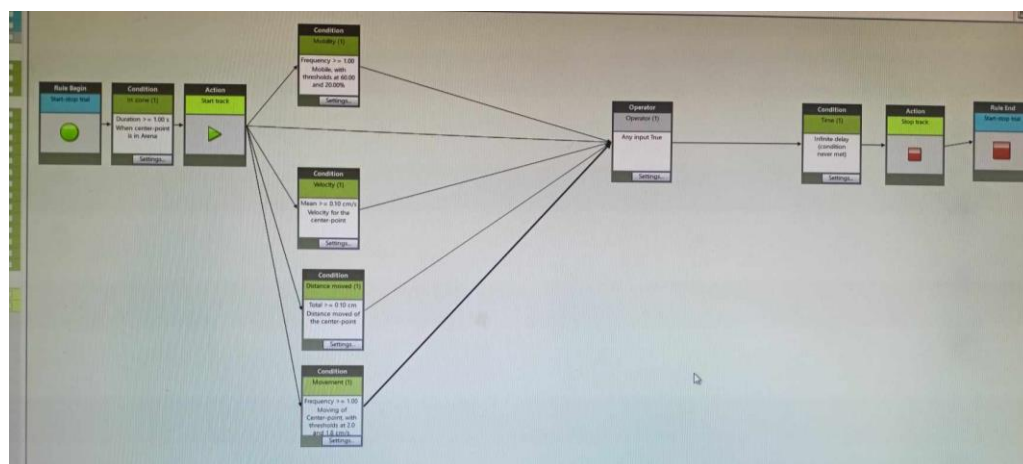 Rule Begin
Start-stop trial
Condition
In zone (1)
Duration >= 1.00 s
When center-point
is in Arena
Settings...
Action
Start track
Condition
Mobility (1)
Frequency >= 1.00
Mobile, with
thresholds at 60.00
and 20.00%
Settings...
Condition
Velocity (1)
Mean >= 0.10 cm/s
Velocity for the
center-point
Settings...
Condition
Distance moved (1)
Total >= 0.10 cm
Distance moved of
the center-point
Settings...
Condition
Movement (1)
Frequency >= 1.00
Moving of
Center-point, with
thresholds at 2.0
and 1.6 cm/s
Settings...
Operator
Operator (1)
Any input True
Settings...
Condition
Time (1)
Infinite delay
(condition
never met)
Settings...
Action
Stop track
Rule End
Start-stop trial